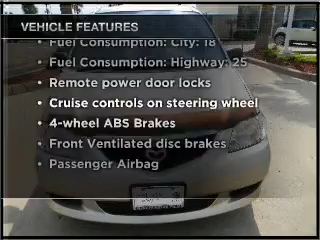 VEHICLE FEATURES
• Fuel Consumption: City: 18
• Fuel Consumption: Highway: 25
• Remote power door locks
• Cruise controls on steering wheel
• 4-wheel ABS Brakes
• Front Ventilated disc brakes
• Passenger Airbag